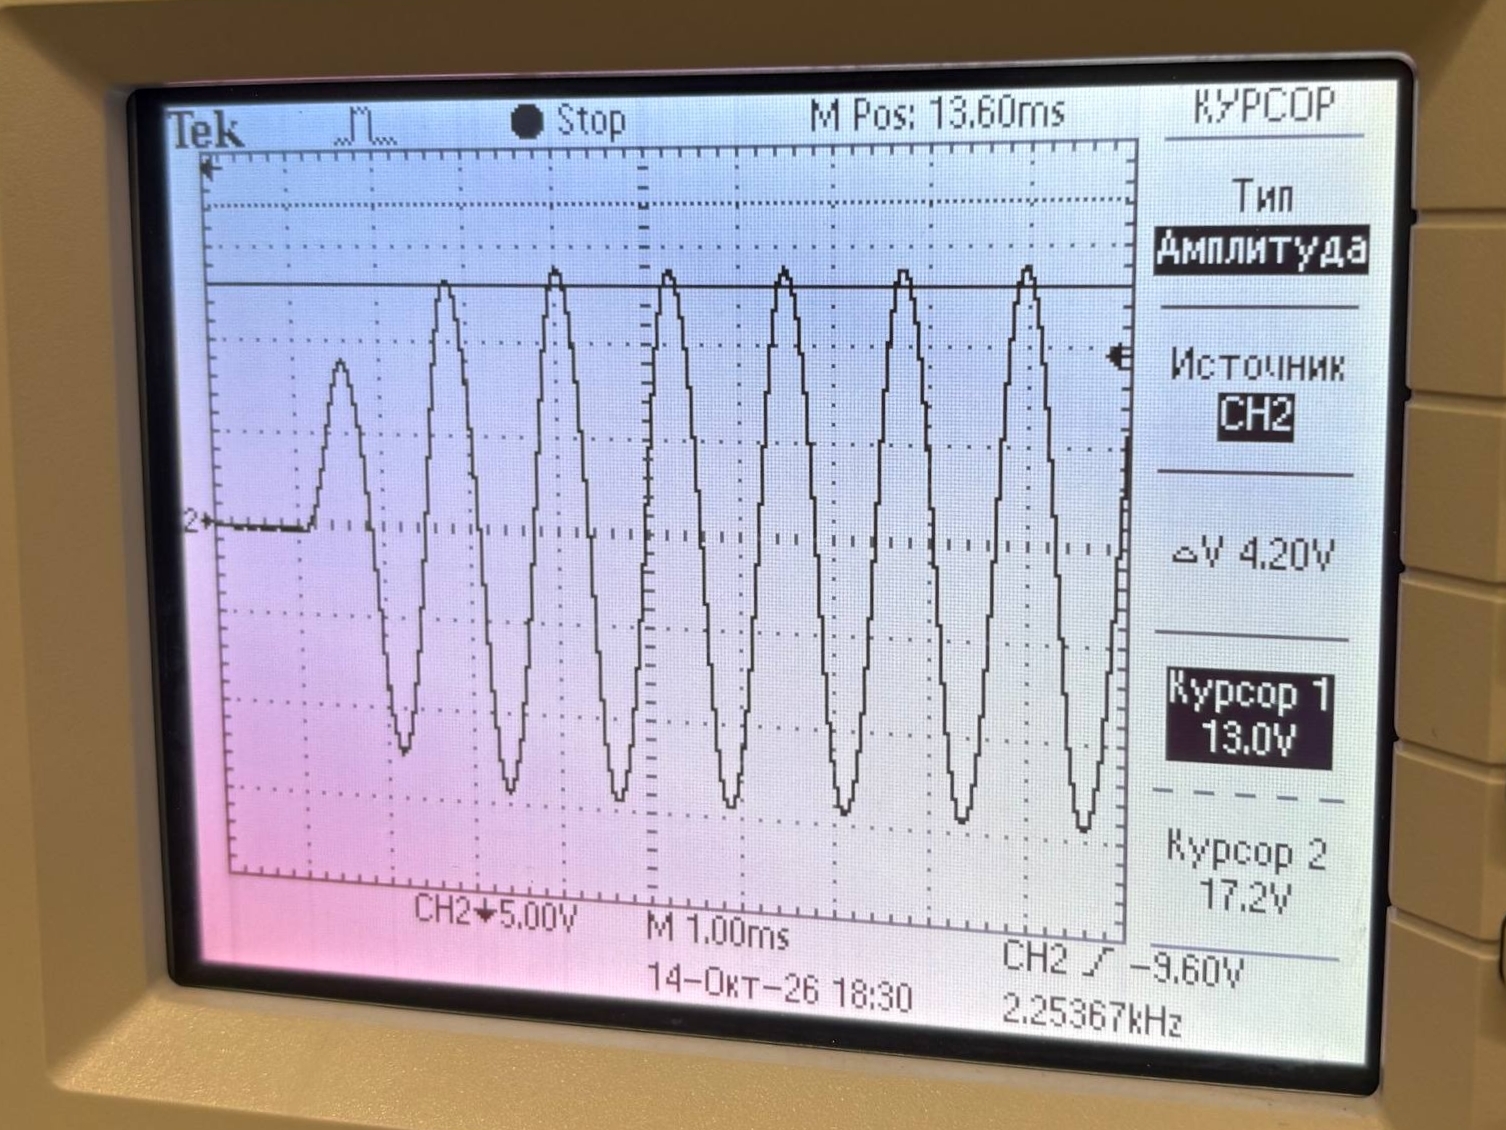 Tek Stop M Pos: 13.60ms
КУРСОР
Тип
Амплитуда
Источник
CH2
2
△V 4.20V
Курсор 1
13.0V
Курсор 2
17.2V
CH2 5.00V M 1.00ms CH2 -9.60V
14-Окт-26 18:30 2.25367kHz